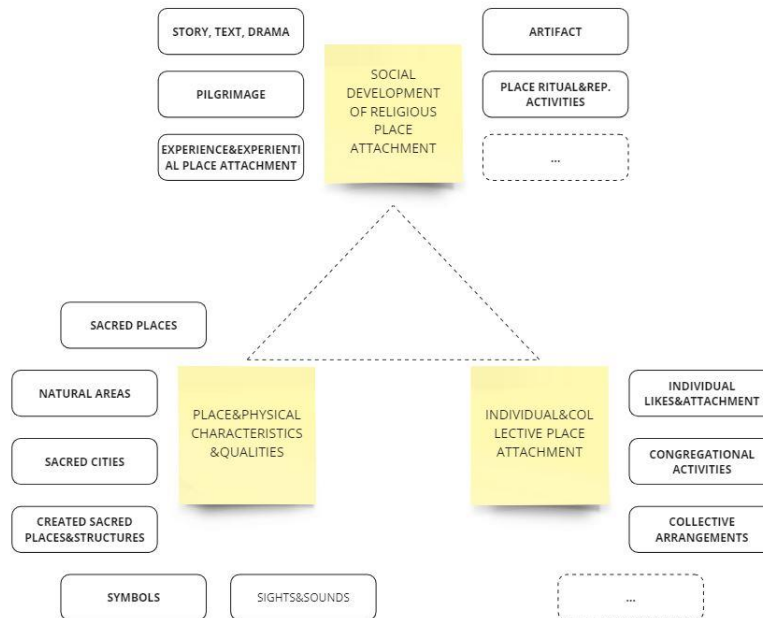 STORY, TEXT, DRAMA
PILGRIMAGE
EXPERIENCE&EXPERIENTI
AL PLACE ATTACHMENT
SOCIAL
DEVELOPMENT
OF RELIGIOUS
PLACE
ATTACHMENT
ARTIFACT
PLACE RITUAL&REP.
ACTIVITIES
...
SACRED PLACES
NATURAL AREAS
SACRED CITIES
CREATED SACRED
PLACES&STRUCTURES
SYMBOLS
SIGHTS&SOUNDS
PLACE&PHYSICAL
CHARACTERISTICS
&QUALITIES
INDIVIDUAL&COL
LECTIVE PLACE
ATTACHMENT
INDIVIDUAL
LIKES&ATTACHMENT
CONGREGATIONAL
ACTIVITIES
COLLECTIVE
ARRANGEMENTS
...